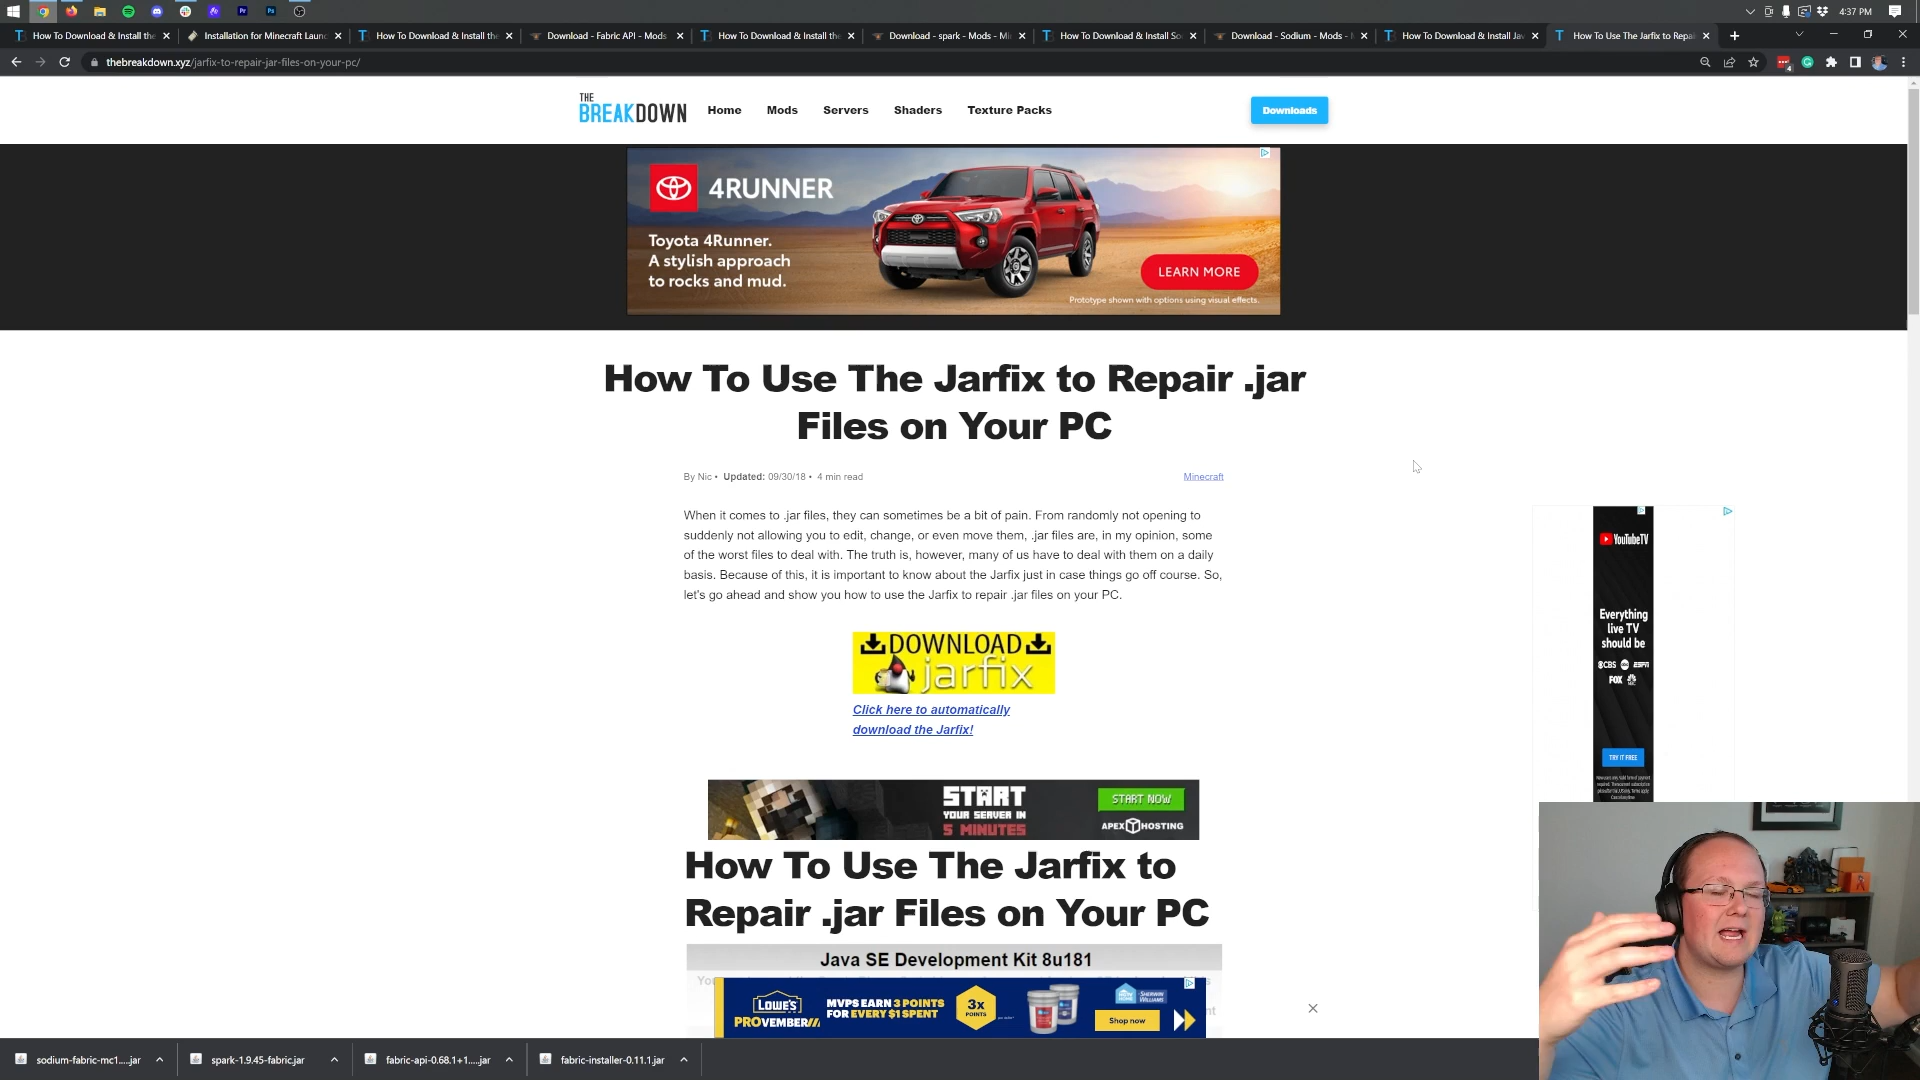 4:37 PM
How To Download & Install the
Installation for Minecraft Launc
How To Download & Install the
Download - Fabric API - Mods
How To Download & Install the
Download - spark - Mods - Mi
How To Download & Install So
Download - Sodium - Mods -
How To Download & Install Jav
How To Use The Jarfix to Repai
thebreakdown.xyz/jarfix-to-repair-jar-files-on-your-pc/
4
THE
BREAKDOWN
Home
Mods
Servers
Shaders
Texture Packs
Downloads
4RUNNER
Toyota 4Runner.
A stylish approach
to rocks and mud.
LEARN MORE
Prototype shown with options using visual effects.
How To Use The Jarfix to Repair .jar
Files on Your PC
By Nic • Updated: 09/30/18 • 4 min read
Minecraft
When it comes to .jar files, they can sometimes be a bit of pain. From randomly not opening to
suddenly not allowing you to edit, change, or even move them, .jar files are, in my opinion, some
of the worst files to deal with. The truth is, however, many of us have to deal with them on a daily
basis. Because of this, it is important to know about the Jarfix just in case things go off course. So,
let's go ahead and show you how to use the Jarfix to repair .jar files on your PC.
DOWNLOAD
jarfix
Click here to automatically
download the Jarfix!
YouTubeTV
Everything
live TV
should be
CBS abc ESPN
FOX
TRY IT FREE
START
YOUR SERVER IN
5 MINUTES
START NOW
APEX HOSTING
How To Use The Jarfix to
Repair .jar Files on Your PC
Java SE Development Kit 8u181
LOWE'S
PROVEMBER
MVPS EARN 3 POINTS
FOR EVERY $1 SPENT
3x
POINTS
SHERWIN
WILLIAMS
Shop now
sodium-fabric-mc1....jar
spark-1.9.45-fabric.jar
fabric-api-0.68.1+1....jar
fabric-installer-0.11.1.jar